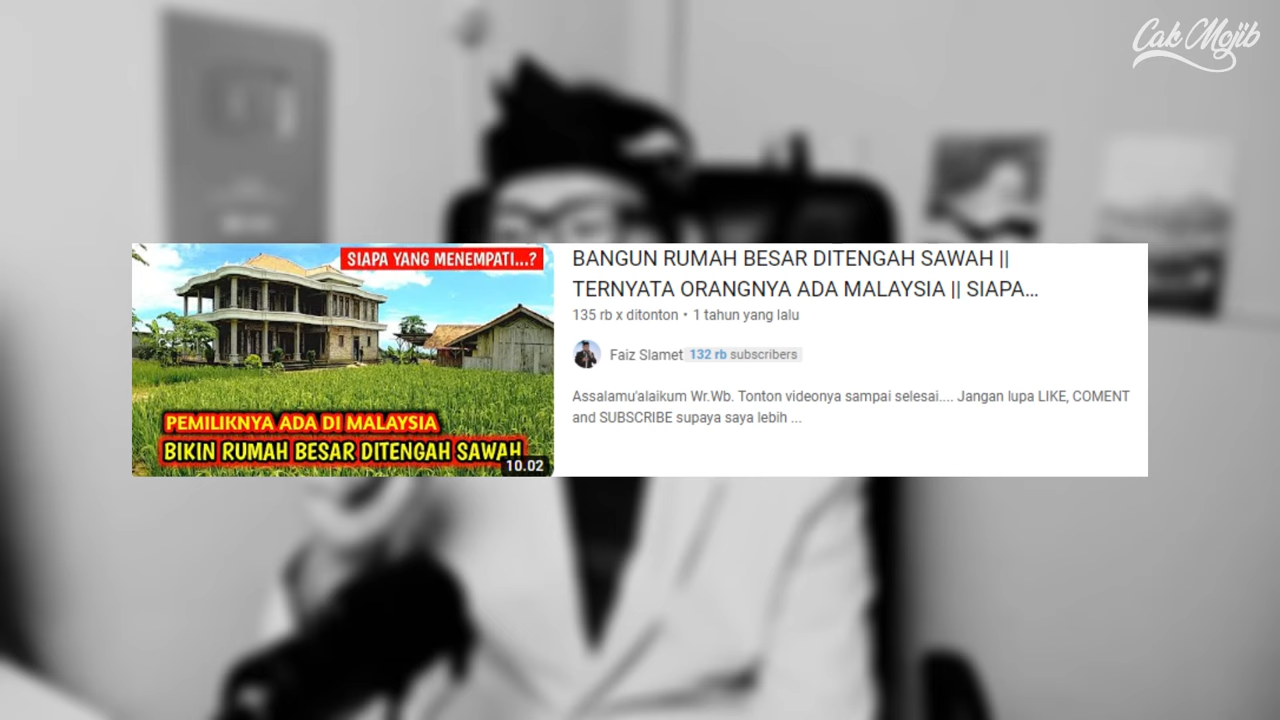 Cak Mojib
SIAPA YANG MENEMPATI...?
PEMILIKNYA ADA DI MALAYSIA
BIKIN RUMAH BESAR DITENGAH SAWAH
10.02
BANGUN RUMAH BESAR DITENGAH SAWAH ||
TERNYATA ORANGNYA ADA MALAYSIA || SIAPA...
135 rb x ditonton • 1 tahun yang lalu
Faiz Slamet 132 rb subscribers
Assalamu'alaikum Wr.Wb. Tonton videonya sampai selesai.... Jangan lupa LIKE, COMENT
and SUBSCRIBE supaya saya lebih ...